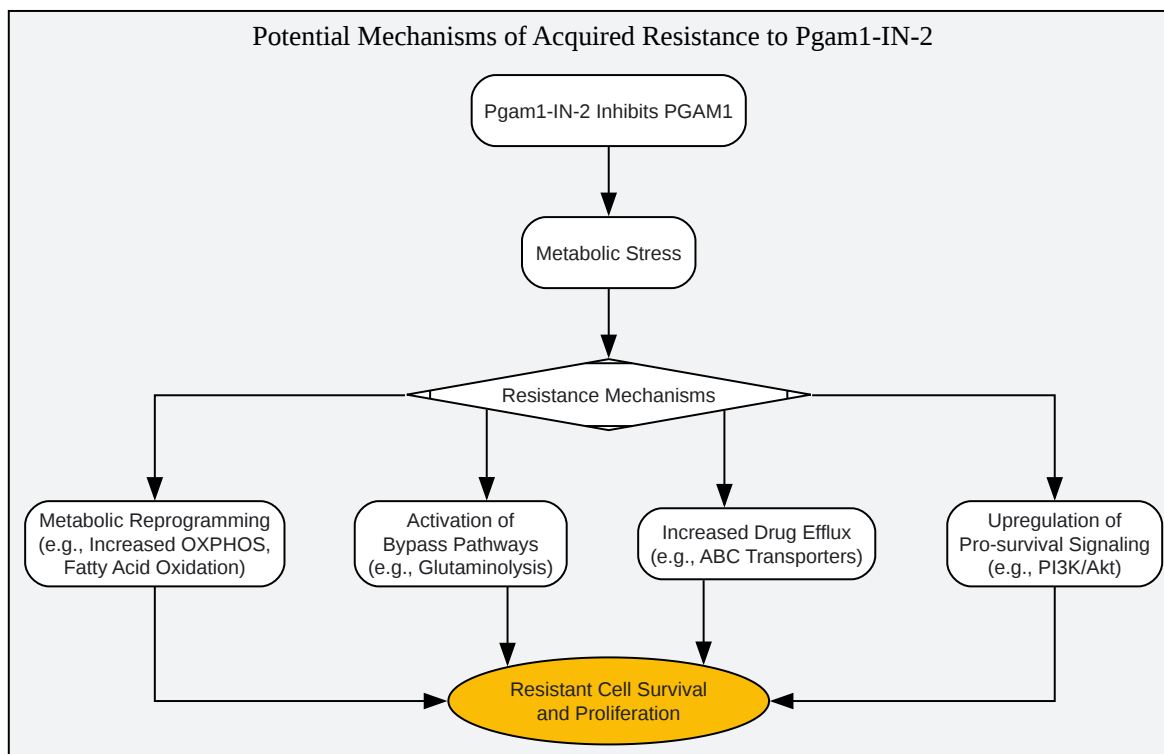 Potential Mechanisms of Acquired Resistance to Pgam1-IN-2
Pgam1-IN-2 Inhibits PGAM1
Metabolic Stress
Resistance Mechanisms
Metabolic Reprogramming
(e.g., Increased OXPHOS,
Fatty Acid Oxidation)
Activation of
Bypass Pathways
(e.g., Glutaminolysis)
Increased Drug Efflux
(e.g., ABC Transporters)
Upregulation of
Pro-survival Signaling
(e.g., PI3K/Akt)
Resistant Cell Survival
and Proliferation